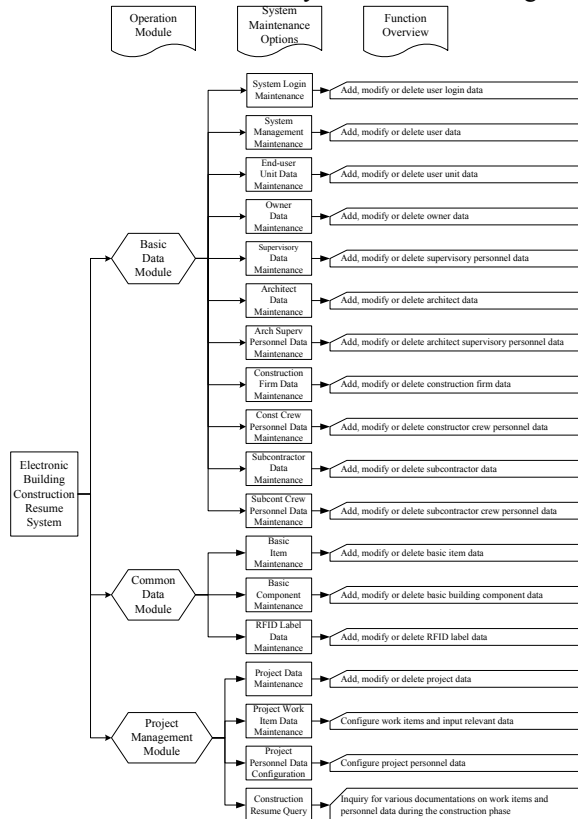 Operation
Module
System
Maintenance
Options
Function
Overview
System Login
Maintenance
Add, modify or delete user login data
System
Management
Maintenance
Add, modify or delete user data
End-user
Unit Data
Maintenance
Add, modify or delete user unit data
Owner
Data
Maintenance
Add, modify or delete owner data
Basic
Data
Module
Supervisory
Data
Maintenance
Add, modify or delete supervisory personnel data
Architect
Data
Maintenance
Add, modify or delete architect data
Arch Superv
Personnel Data
Maintenance
Add, modify or delete architect supervisory personnel data
Construction
Firm Data
Maintenance
Add, modify or delete construction firm data
Const Crew
Personnel Data
Maintenance
Add, modify or delete constructor crew personnel data
Electronic
Building
Construction
Resume
System
Subcontractor
Data
Maintenance
Add, modify or delete subcontractor data
Subcont Crew
Personnel Data
Maintenance
Add, modify or delete subcontractor crew personnel data
Basic
Item
Maintenance
Add, modify or delete basic item data
Common
Data
Module
Basic
Component
Maintenance
Add, modify or delete basic building component data
RFID Label
Data
Maintenance
Add, modify or delete RFID label data
Project Data
Maintenance
Add, modify or delete project data
Project
Management
Module
Project Work
Item Data
Maintenance
Configure work items and input relevant data
Project
Personnel Data
Configuration
Configure project personnel data
Construction
Resume Query
Inquiry for various documentations on work items and
personnel data during the construction phase